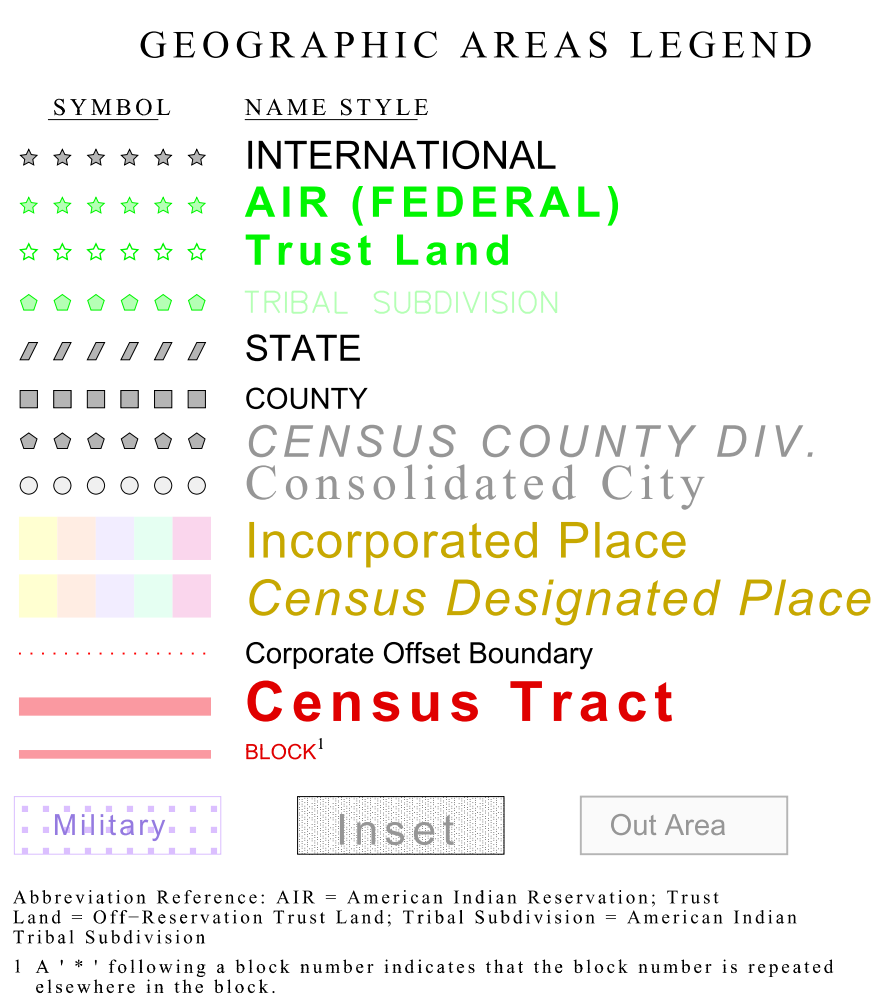 GEOGRAPHIC AREAS LEGEND
SYMBOL NAME STYLE
INTERNATIONAL
AIR (FEDERAL)
Trust Land
TRIBAL SUBDIVISION
STATE
COUNTY
CENSUS COUNTY DIV.
Consolidated City
Incorporated Place
Census Designated Place
Corporate Offset Boundary
Census Tract
BLOCK¹
Military Inset Out Area
Abbreviation Reference: AIR = American Indian Reservation; Trust
Land = Off−Reservation Trust Land; Tribal Subdivision = American Indian
Tribal Subdivision
1 A ' * ' following a block number indicates that the block number is repeated
elsewhere in the block.